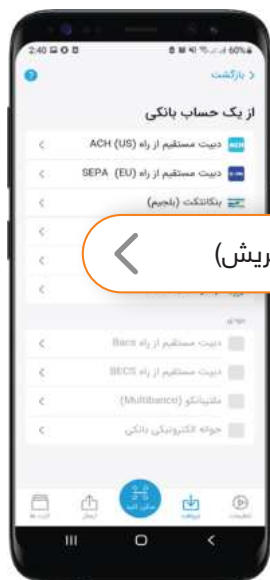 2:40
60%
بازگشت
از یک حساب بانکی
دبیت مستقیم از راه ACH (US)
دبیت مستقیم از راه SEPA (EU)
بنکانتکت (بلجیم)
ریش)
دبیت مستقیم از راه Bacs
دبیت مستقیم از راه BECS
ملتیبانکو (Multibanco)
حواله الکترونیکی بانکی